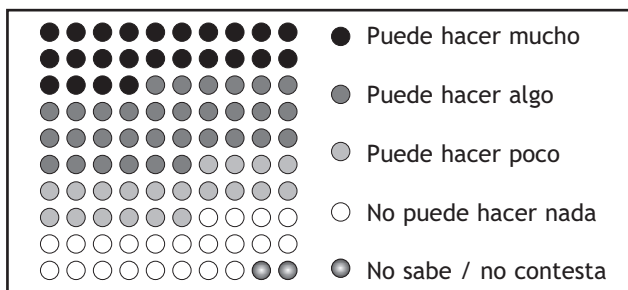 Puede hacer mucho
Puede hacer algo
Puede hacer poco
No puede hacer nada
No sabe / no contesta